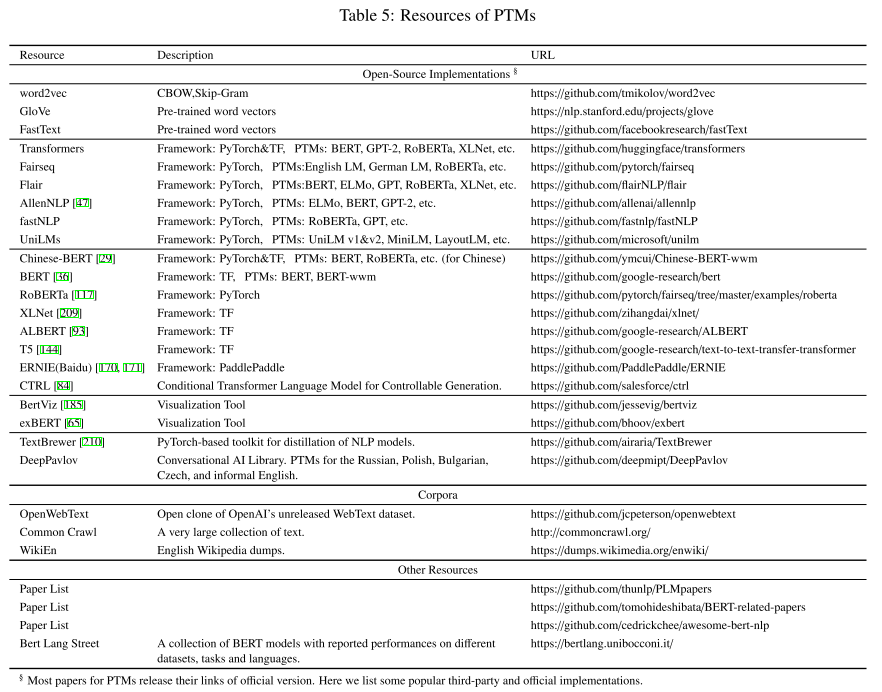 Table 5: Resources of PTMs
Resource Description URL
Open-Source Implementations §
word2vec CBOW,Skip-Gram https://github.com/tmikolov/word2vec
GloVe Pre-trained word vectors https://nlp.stanford.edu/projects/glove
FastText Pre-trained word vectors https://github.com/facebookresearch/fastText
Transformers Framework: PyTorch&TF, PTMs: BERT, GPT-2, RoBERTa, XLNet, etc. https://github.com/huggingface/transformers
Fairseq Framework: PyTorch, PTMs:English LM, German LM, RoBERTa, etc. https://github.com/pytorch/fairseq
Flair Framework: PyTorch, PTMs:BERT, ELMo, GPT, RoBERTa, XLNet, etc. https://github.com/flairNLP/flair
AllenNLP [47] Framework: PyTorch, PTMs: ELMo, BERT, GPT-2, etc. https://github.com/allenai/allennlp
fastNLP Framework: PyTorch, PTMs: RoBERTa, GPT, etc. https://github.com/fastnlp/fastNLP
UniLMs Framework: PyTorch, PTMs: UniLM v1&v2, MiniLM, LayoutLM, etc. https://github.com/microsoft/unilm
Chinese-BERT [29] Framework: PyTorch&TF, PTMs: BERT, RoBERTa, etc. (for Chinese) https://github.com/ymcui/Chinese-BERT-wwm
BERT [36] Framework: TF, PTMs: BERT, BERT-wwm https://github.com/google-research/bert
RoBERTa [117] Framework: PyTorch https://github.com/pytorch/fairseq/tree/master/examples/roberta
XLNet [209] Framework: TF https://github.com/zihangdai/xlnet/
ALBERT [93] Framework: TF https://github.com/google-research/ALBERT
T5 [144] Framework: TF https://github.com/google-research/text-to-text-transfer-transformer
ERNIE(Baidu) [170, 171] Framework: PaddlePaddle https://github.com/PaddlePaddle/ERNIE
CTRL [84] Conditional Transformer Language Model for Controllable Generation. https://github.com/salesforce/ctrl
BertViz [185] Visualization Tool https://github.com/jessevig/bertviz
exBERT [65] Visualization Tool https://github.com/bhoov/exbert
TextBrewer [210] PyTorch-based toolkit for distillation of NLP models. https://github.com/airaria/TextBrewer
DeepPavlov Conversational AI Library. PTMs for the Russian, Polish, Bulgarian, https://github.com/deepmipt/DeepPavlov
Czech, and informal English.
Corpora
OpenWebText Open clone of OpenAI's unreleased WebText dataset. https://github.com/jcpeterson/openwebtext
Common Crawl A very large collection of text. http://commoncrawl.org/
WikiEn English Wikipedia dumps. https://dumps.wikimedia.org/enwiki/
Other Resources
Paper List https://github.com/thunlp/PLMpapers
Paper List https://github.com/tomohideshibata/BERT-related-papers
Paper List https://github.com/cedrickchee/awesome-bert-nlp
Bert Lang Street A collection of BERT models with reported performances on different https://bertlang.unibocconi.it/
datasets, tasks and languages.
§ Most papers for PTMs release their links of official version. Here we list some popular third-party and official implementations.